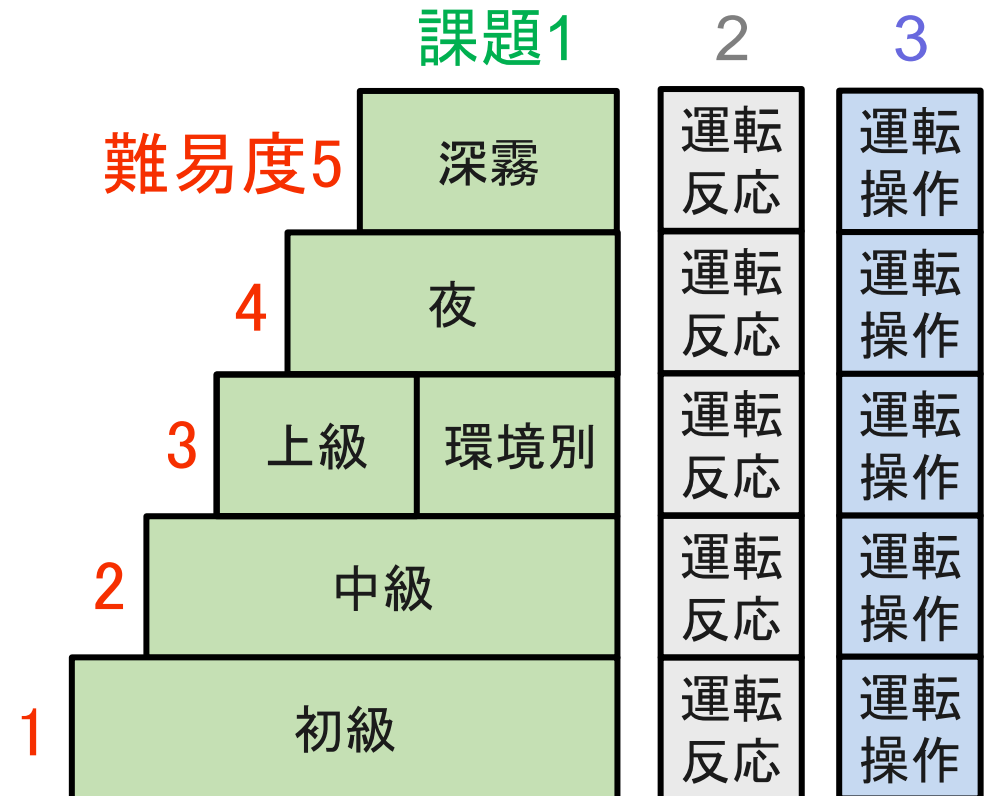 課題1 2 3
難易度5 深霧 運転 運転
反応 操作
4 夜 運転 運転
反応 操作
3 上級 環境別 運転 運転
反応 操作
2 中級 運転 運転
反応 操作
1 初級 運転 運転
反応 操作